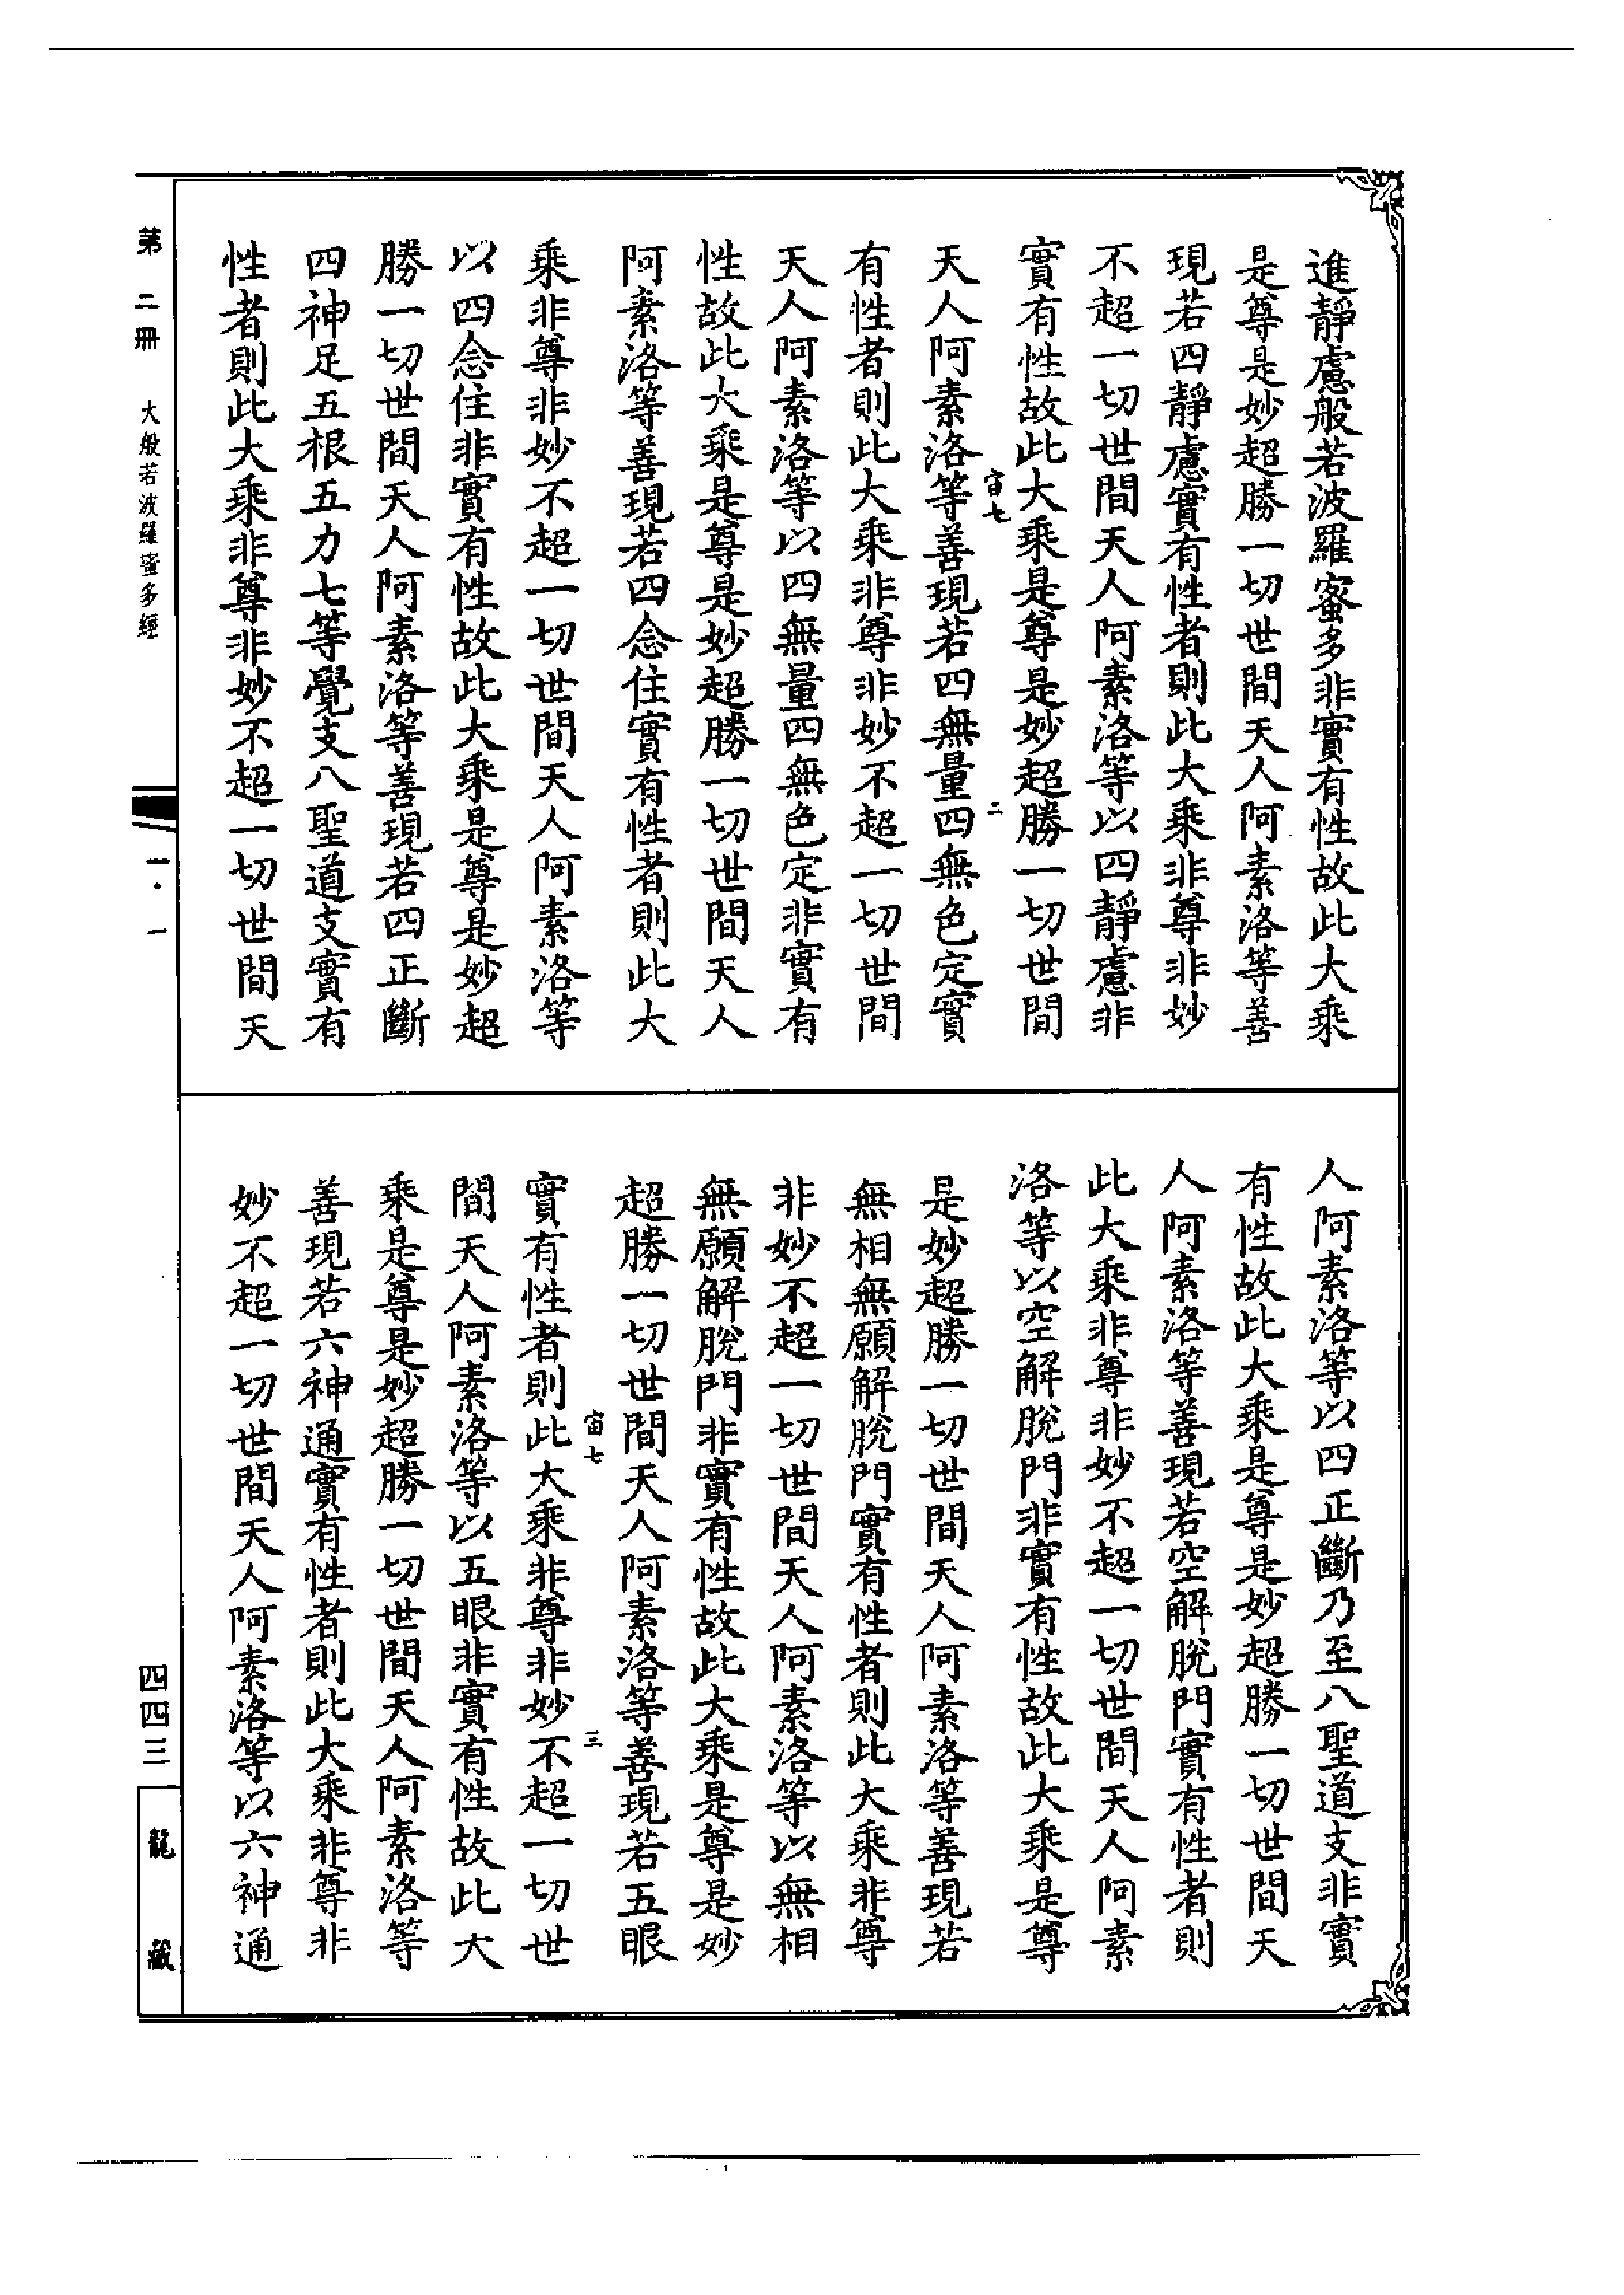 進靜慮般若波羅蜜多非實有性故此大乘
是尊是妙超勝一切世間天人阿素洛等善
現若四靜慮實有性者則此大乘非尊非妙
不超一切世間天人阿素洛等以四靜慮非
實有性故此大乘是尊是妙超勝一切世間
宙七 二
天人阿素洛等善現若四無量四無色定實
有性者則此大乘非尊非妙不超一切世間
天人阿素洛等以四無量四無色定非實有
性故此大乘是尊是妙超勝一切世間天人
阿素洛等善現若四念住實有性者則此大
乘非尊非妙不超一切世間天人阿素洛等
以四念住非實有性故此大乘是尊是妙超
勝一切世間天人阿素洛等善現若四正斷
四神足五根五力七等覺支八聖道支實有
性者則此大乘非尊非妙不超一切世間天
人阿素洛等以四正斷乃至八聖道支非實
有性故此大乘是尊是妙超勝一切世間天
人阿素洛等善現若空解脫門實有性者則
此大乘非尊非妙不超一切世間天人阿素
洛等以空解脫門非實有性故此大乘是尊
是妙超勝一切世間天人阿素洛等善現若
無相無願解脫門實有性者則此大乘非尊
非妙不超一切世間天人阿素洛等以無相
無願解脫門非實有性故此大乘是尊是妙
超勝一切世間天人阿素洛等善現若五眼
宙七 三
實有性者則此大乘非尊非妙不超一切世
間天人阿素洛等以五眼非實有性故此大
乘是尊是妙超勝一切世間天人阿素洛等
善現若六神通實有性者則此大乘非尊非
妙不超一切世間天人阿素洛等以六神通
第二冊 大般若波羅蜜多經 一·一 四四三 龍藏